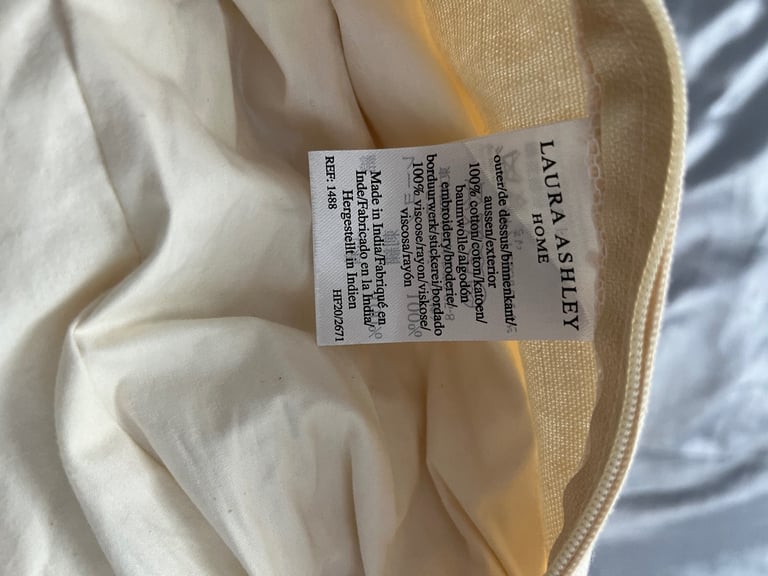 LAURA ASHLEY
HOME
outer/de dessus/binnenkant/
aussen/exterior
100% cotton/coton/katoen/
baumwolle/algodón
embroidery/broderie/
borduurwerk/stickerei/bordado
100% viscose/rayon/viskose/
viscosa/rayón
Made in India/Fabriqué en
Inde/Fabricado en la India/
Hergestellt in Indien
REF: 1488 HF20/2671